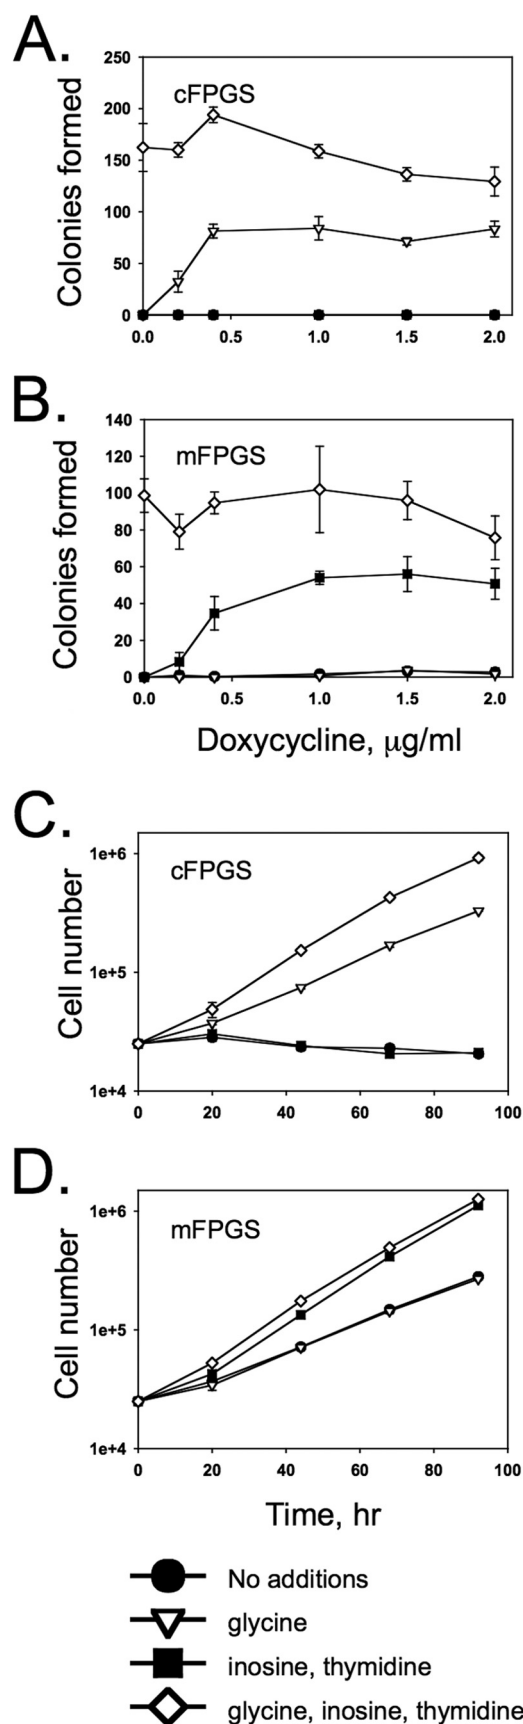 A.
250
200
150
100
50
0
Colonies formed
cFPGS
0.0 0.5 1.0 1.5 2.0
B.
140
120
100
80
60
40
20
0
Colonies formed
mFPGS
0.0 0.5 1.0 1.5 2.0
Doxycycline, µg/ml
C.
1e+6
1e+5
1e+4
Cell number
cFPGS
0 20 40 60 80 100
D.
1e+6
1e+5
1e+4
Cell number
mFPGS
0 20 40 60 80 100
Time, hr
No additions
glycine
inosine, thymidine
glycine, inosine, thymidine